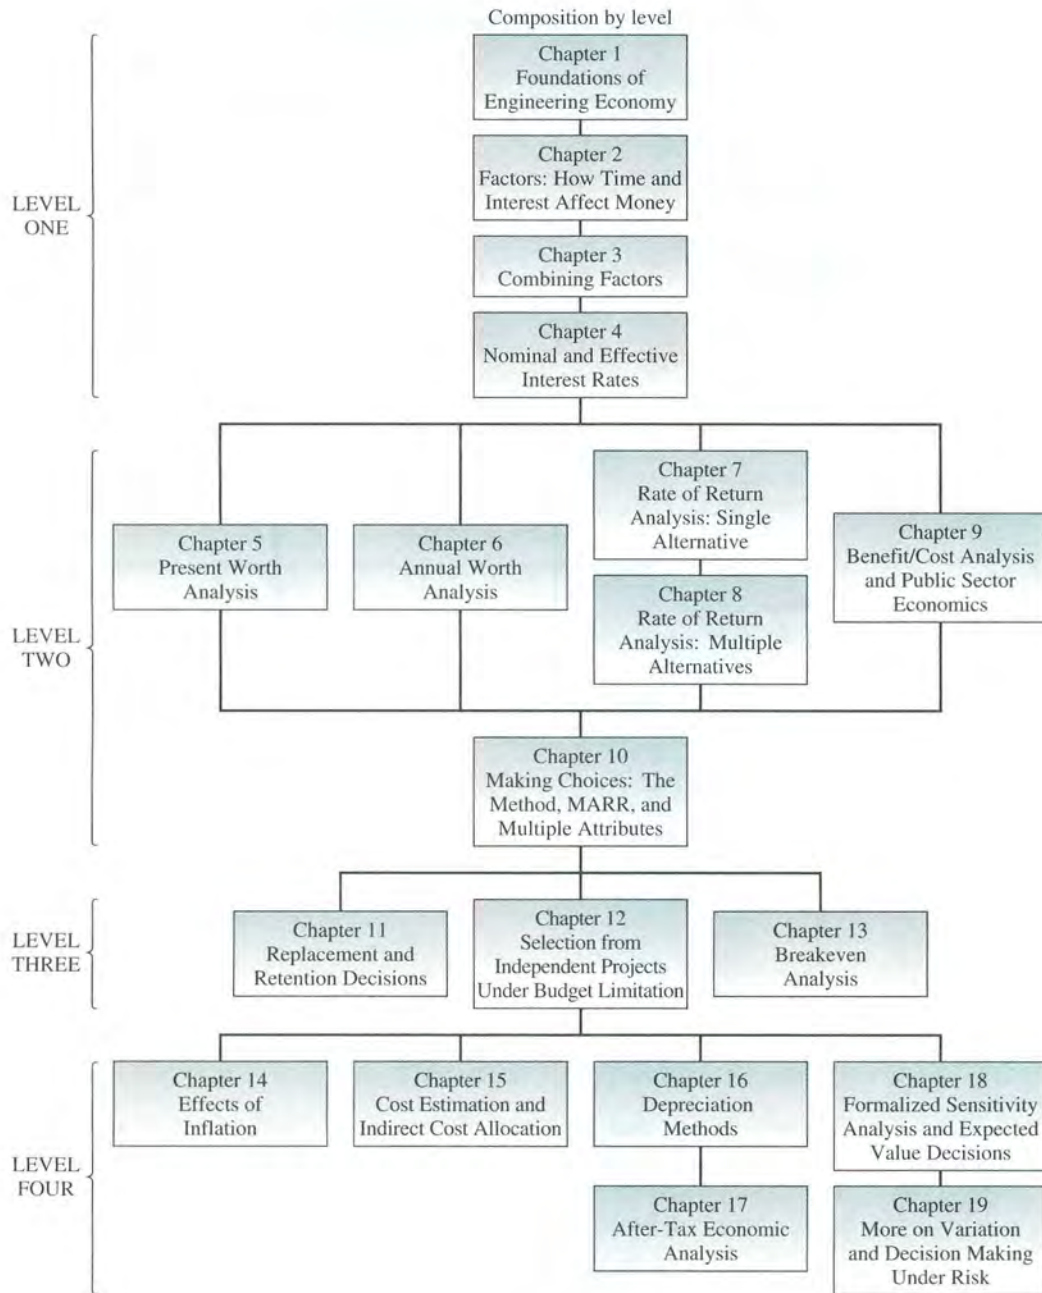 Composition by level
LEVEL
ONE
Chapter 1
Foundations of
Engineering Economy
Chapter 2
Factors: How Time and
Interest Affect Money
Chapter 3
Combining Factors
Chapter 4
Nominal and Effective
Interest Rates
LEVEL
TWO
Chapter 5
Present Worth
Analysis
Chapter 6
Annual Worth
Analysis
Chapter 7
Rate of Return
Analysis: Single
Alternative
Chapter 8
Rate of Return
Analysis: Multiple
Alternatives
Chapter 9
Benefit/Cost Analysis
and Public Sector
Economics
Chapter 10
Making Choices: The
Method, MARR, and
Multiple Attributes
LEVEL
THREE
Chapter 11
Replacement and
Retention Decisions
Chapter 12
Selection from
Independent Projects
Under Budget Limitation
Chapter 13
Breakeven
Analysis
LEVEL
FOUR
Chapter 14
Effects of
Inflation
Chapter 15
Cost Estimation and
Indirect Cost Allocation
Chapter 16
Depreciation
Methods
Chapter 17
After-Tax Economic
Analysis
Chapter 18
Formalized Sensitivity
Analysis and Expected
Value Decisions
Chapter 19
More on Variation
and Decision Making
Under Risk